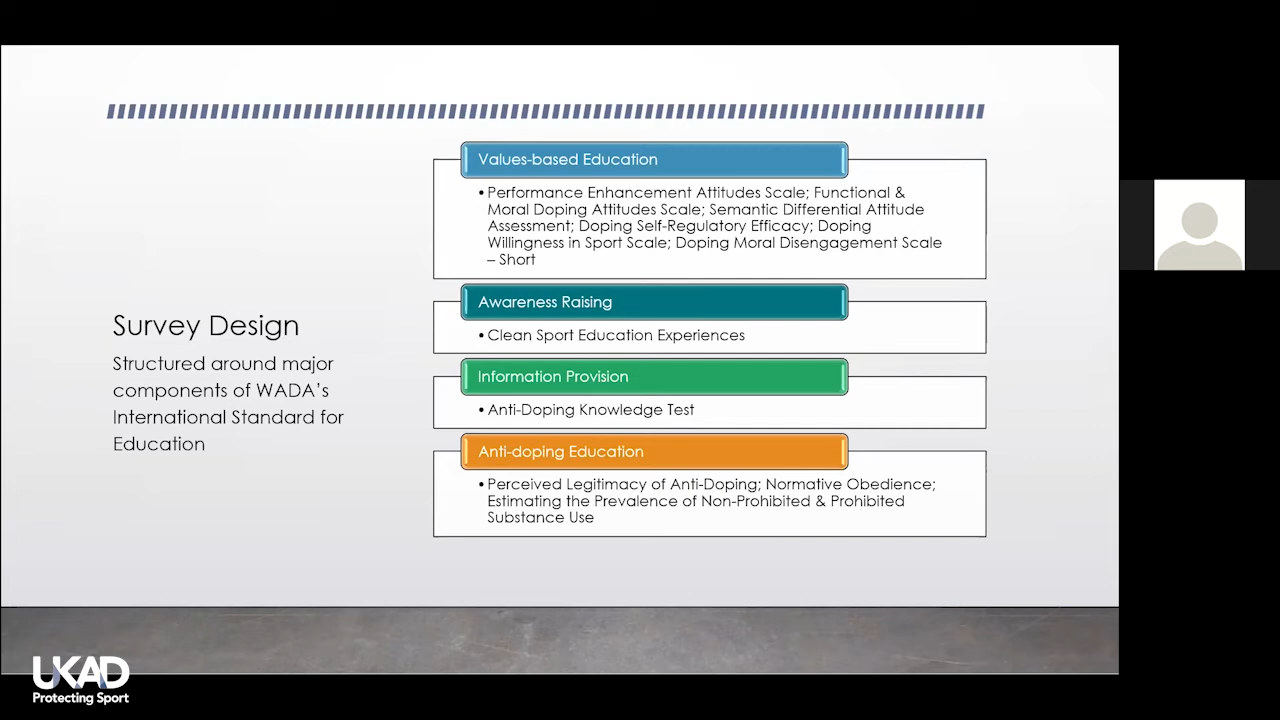 Survey Design
Structured around major
components of WADA's
International Standard for
Education
Values-based Education
• Performance Enhancement Attitudes Scale; Functional &
Moral Doping Attitudes Scale; Semantic Differential Attitude
Assessment; Doping Self-Regulatory Efficacy; Doping
Willingness in Sport Scale; Doping Moral Disengagement Scale
– Short
Awareness Raising
• Clean Sport Education Experiences
Information Provision
• Anti-Doping Knowledge Test
Anti-doping Education
• Perceived Legitimacy of Anti-Doping; Normative Obedience;
Estimating the Prevalence of Non-Prohibited & Prohibited
Substance Use
UKAD
Protecting Sport